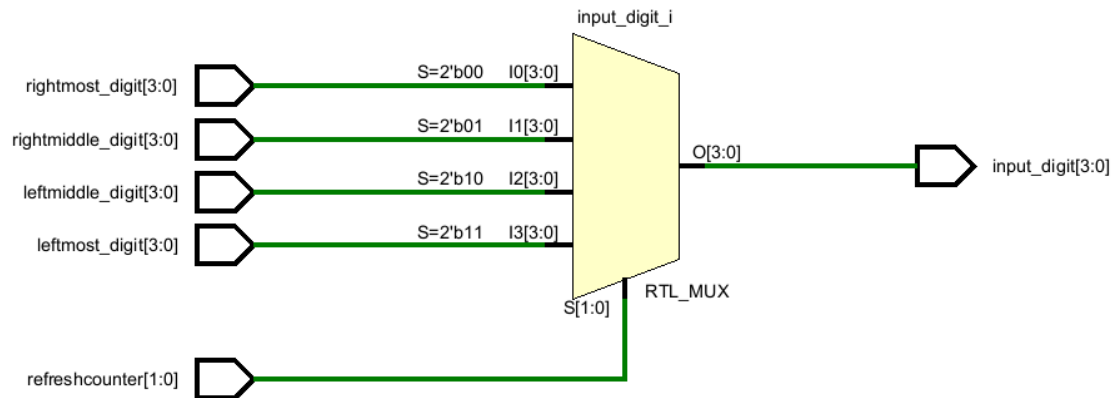 input_digit_i
rightmost_digit[3:0] S=2'b00 I0[3:0]
rightmiddle_digit[3:0] S=2'b01 I1[3:0]
O[3:0] input_digit[3:0]
leftmiddle_digit[3:0] S=2'b10 I2[3:0]
leftmost_digit[3:0] S=2'b11 I3[3:0]
RTL_MUX
S[1:0]
refreshcounter[1:0]